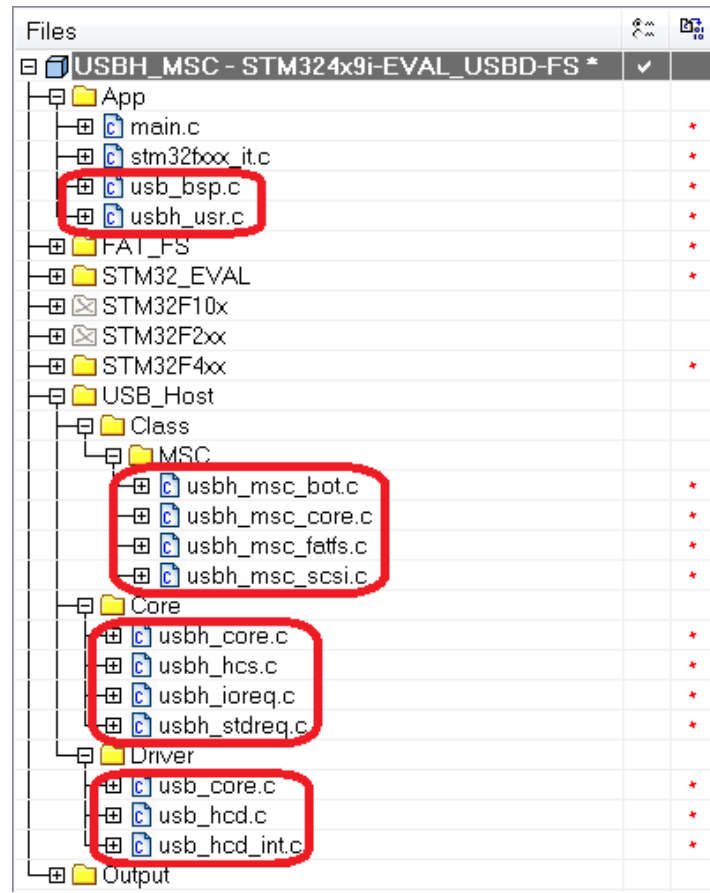 Files
USBH_MSC - STM324x9i-EVAL_USBD-FS *
App
main.c
stm32fxxx_it.c
usb_bsp.c
usbh_usr.c
FAT_FS
STM32_EVAL
STM32F10x
STM32F2xx
STM32F4xx
USB_Host
Class
MSC
usbh_msc_bot.c
usbh_msc_core.c
usbh_msc_fatfs.c
usbh_msc_scsi.c
Core
usbh_core.c
usbh_hcs.c
usbh_ioreq.c
usbh_stdreq.c
Driver
usb_core.c
usb_hcd.c
usb_hcd_int.c
Output